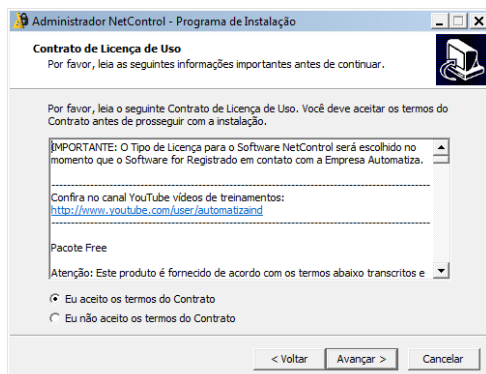 Administrador NetControl - Programa de Instalação
Contrato de Licença de Uso
Por favor, leia as seguintes informações importantes antes de continuar.
Por favor, leia o seguinte Contrato de Licença de Uso. Você deve aceitar os termos do
Contrato antes de prosseguir com a instalação.
IMPORTANTE: O Tipo de Licença para o Software NetControl será escolhido no
momento que o Software for Registrado em contato com a Empresa Automatiza.
------------------------------------------------------------------------
Confira no canal YouTube vídeos de treinamentos:
http://www.youtube.com/user/automatizaind
------------------------------------------------------------------------
Pacote Free
Atenção: Este produto é fornecido de acordo com os termos abaixo transcritos e
Eu aceito os termos do Contrato
Eu não aceito os termos do Contrato
< Voltar
Avançar >
Cancelar